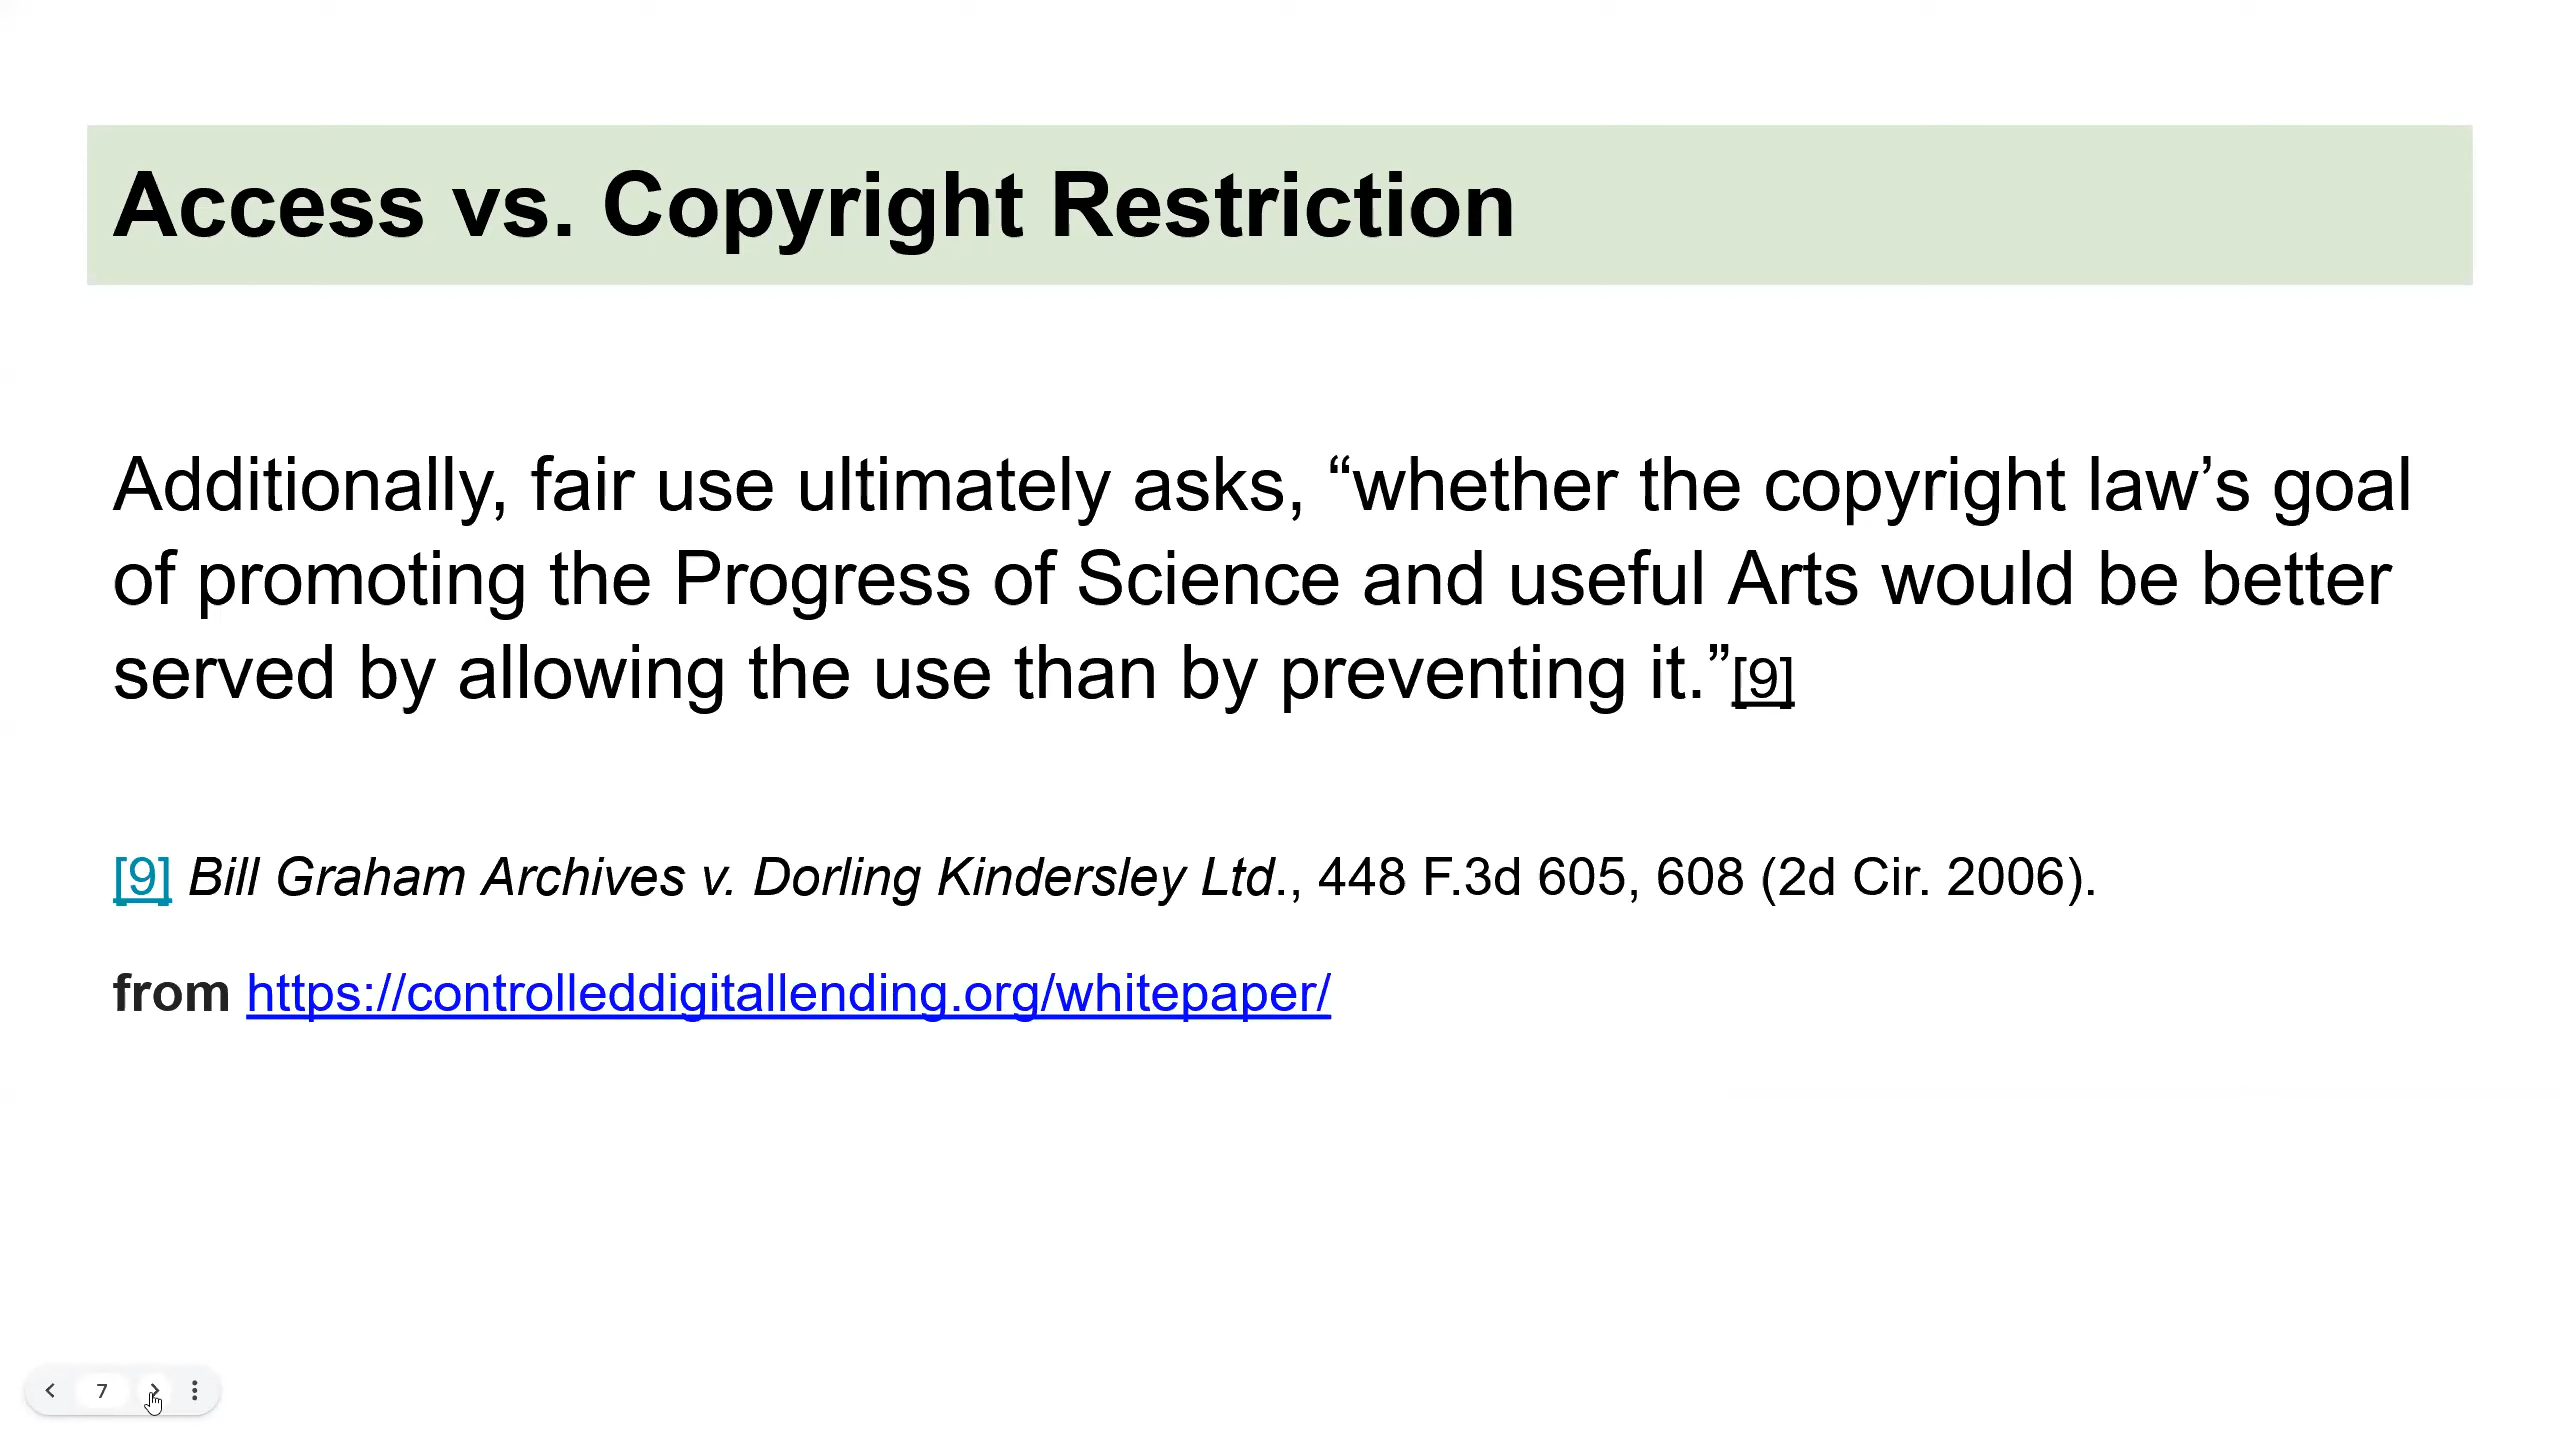 Access vs. Copyright Restriction
Additionally, fair use ultimately asks, “whether the copyright law’s goal
of promoting the Progress of Science and useful Arts would be better
served by allowing the use than by preventing it.”[9]
[9] Bill Graham Archives v. Dorling Kindersley Ltd., 448 F.3d 605, 608 (2d Cir. 2006).
from https://controlleddigitallending.org/whitepaper/
7